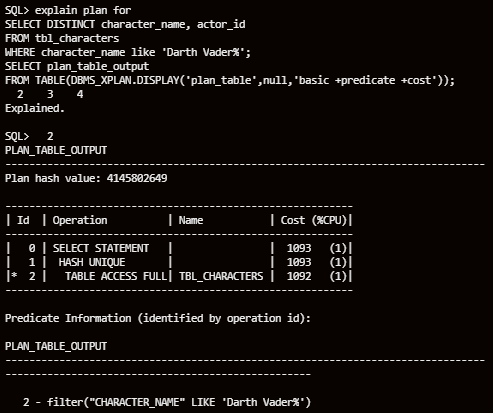 SQL> explain plan for
SELECT DISTINCT character_name, actor_id
FROM tbl_characters
WHERE character_name like 'Darth Vader%';
SELECT plan_table_output
FROM TABLE(DBMS_XPLAN.DISPLAY('plan_table',null,'basic +predicate +cost'));
  2    3    4
Explained.

SQL>   2
PLAN_TABLE_OUTPUT
--------------------------------------------------------------------------------
Plan hash value: 4145802649

----------------------------------------------------------
| Id  | Operation          | Name           | Cost (%CPU)|
----------------------------------------------------------
|   0 | SELECT STATEMENT   |                |  1093   (1)|
|   1 |  HASH UNIQUE       |                |  1093   (1)|
|*  2 |   TABLE ACCESS FULL| TBL_CHARACTERS |  1092   (1)|
----------------------------------------------------------

Predicate Information (identified by operation id):

PLAN_TABLE_OUTPUT
--------------------------------------------------------------------------------
---------------------------------------------------

   2 - filter("CHARACTER_NAME" LIKE 'Darth Vader%')